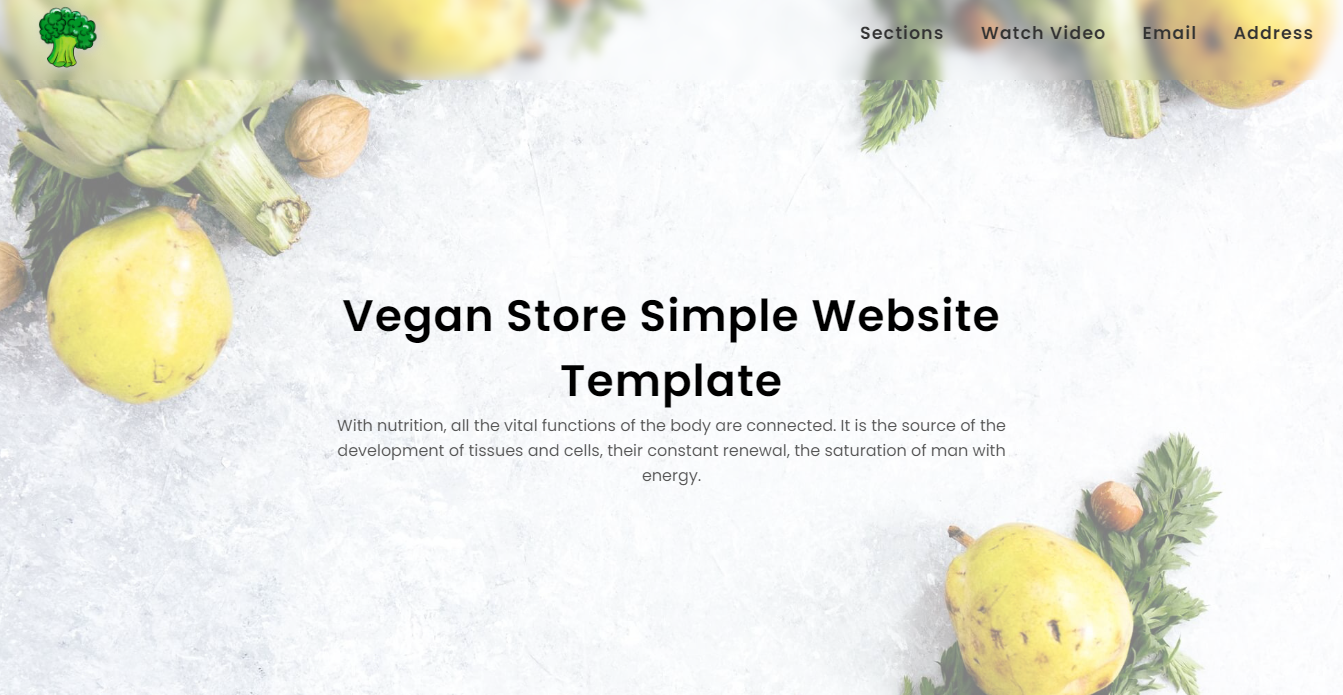 Sections Watch Video Email Address
Vegan Store Simple Website
Template
With nutrition, all the vital functions of the body are connected. It is the source of the
development of tissues and cells, their constant renewal, the saturation of man with
energy.